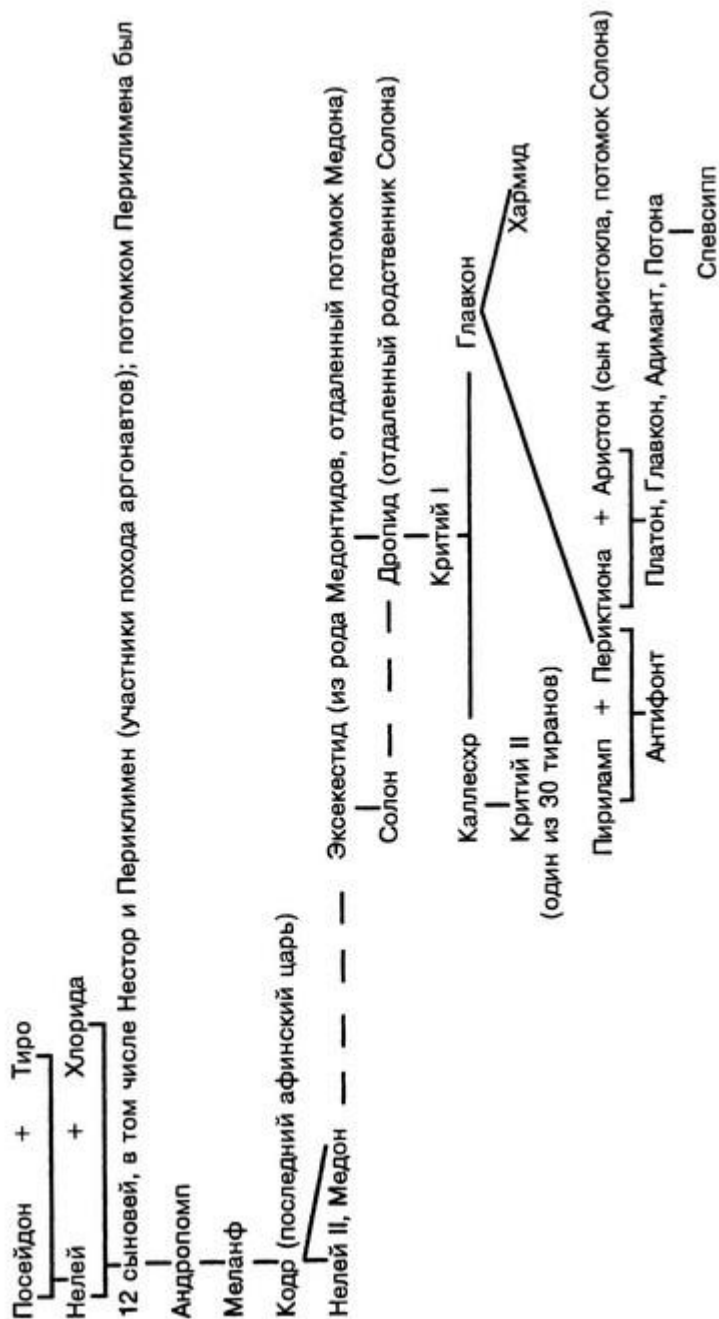 Посейдон + Тиро
Нелей + Хлорида
12 сыновей, в том числе Нестор и Периклимен (участники похода аргонавтов); потомком Периклимена был
Андропомп
Меланф
Кодр (последний афинский царь)
Нелей II, Медон
Эксекестид (из рода Медонтидов, отдаленный потомок Медона)
Солон
Дропид (отдаленный родственник Солона)
Критий I
Каллесхр
Главкон
Критий II
(один из 30 тиранов)
Хармид
Пириламп + Периктиона + Аристон (сын Аристокла, потомок Солона)
Антифонт
Платон, Главкон, Адимант, Потона
Спевсипп